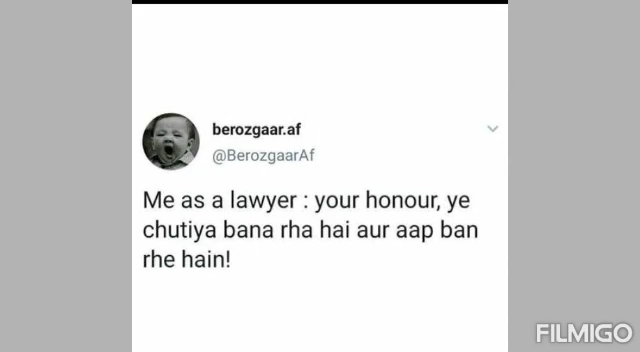 berozgaar.af
@BerozgaarAf
Me as a lawyer : your honour, ye
chutiya bana rha hai aur aap ban
rhe hain!
FILMIGO